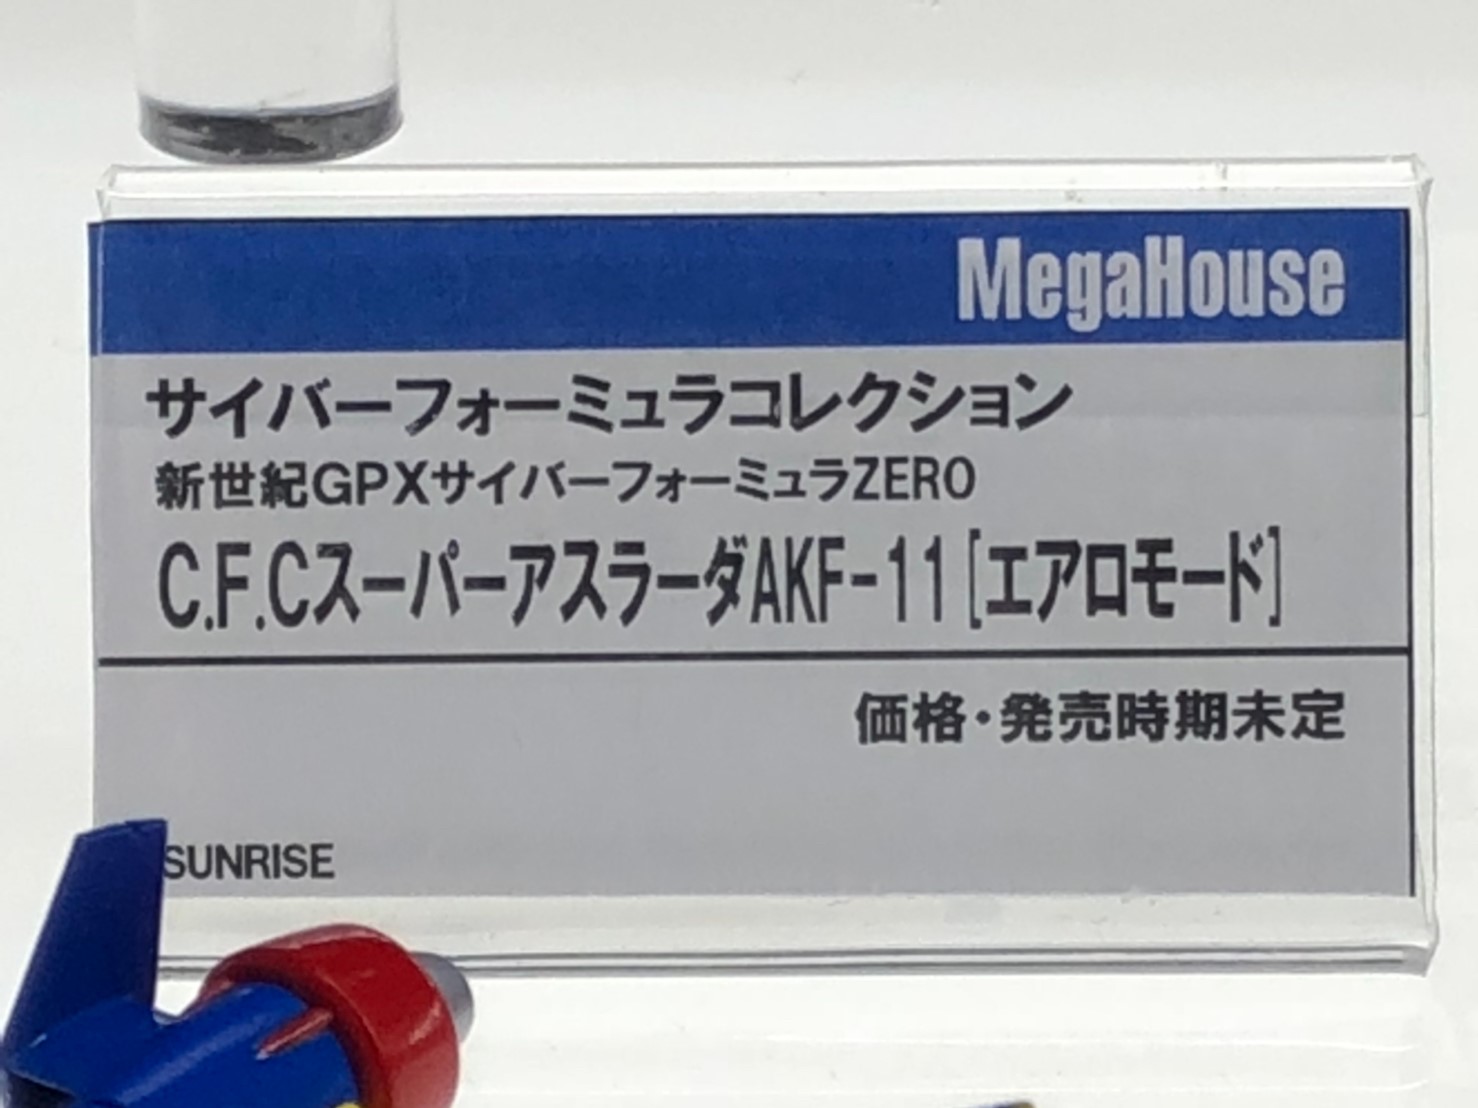 MegaHouse
サイバーフォーミュラコレクション
新世紀GPXサイバーフォーミュラZERO
C.F.CスーパーアスラーダAKF-11[エアロモード]
価格・発売時期未定
SUNRISE